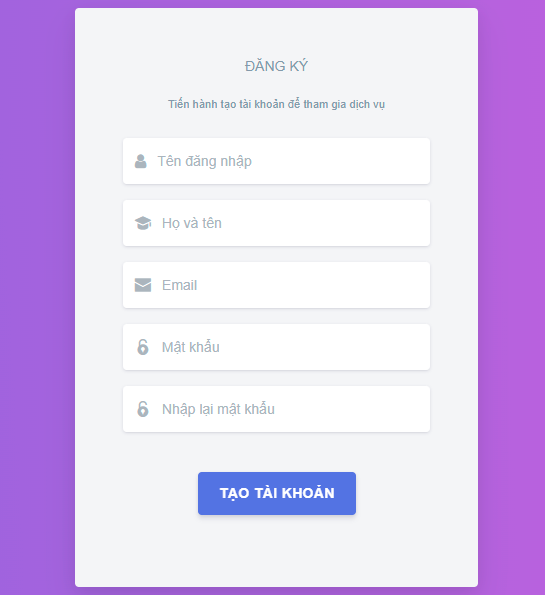 ĐĂNG KÝ
Tiến hành tạo tài khoản để tham gia dịch vụ
Tên đăng nhập
Họ và tên
Email
Mật khẩu
Nhập lại mật khẩu
TẠO TÀI KHOẢN